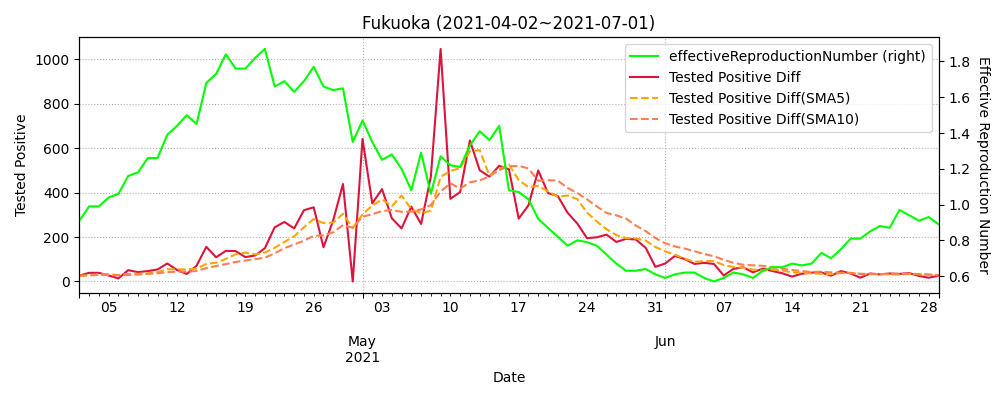 Fukuoka (2021-04-02~2021-07-01)
effectiveReproductionNumber (right)
Tested Positive Diff
Tested Positive Diff(SMA5)
Tested Positive Diff(SMA10)
Tested Positive
1000
800
600
400
200
0
1.8
1.6
1.4
1.2
1.0
0.8
0.6
Effective Reproduction Number
05 12 19 26 03 10 17 24 31 07 14 21 28
May Jun
2021
Date